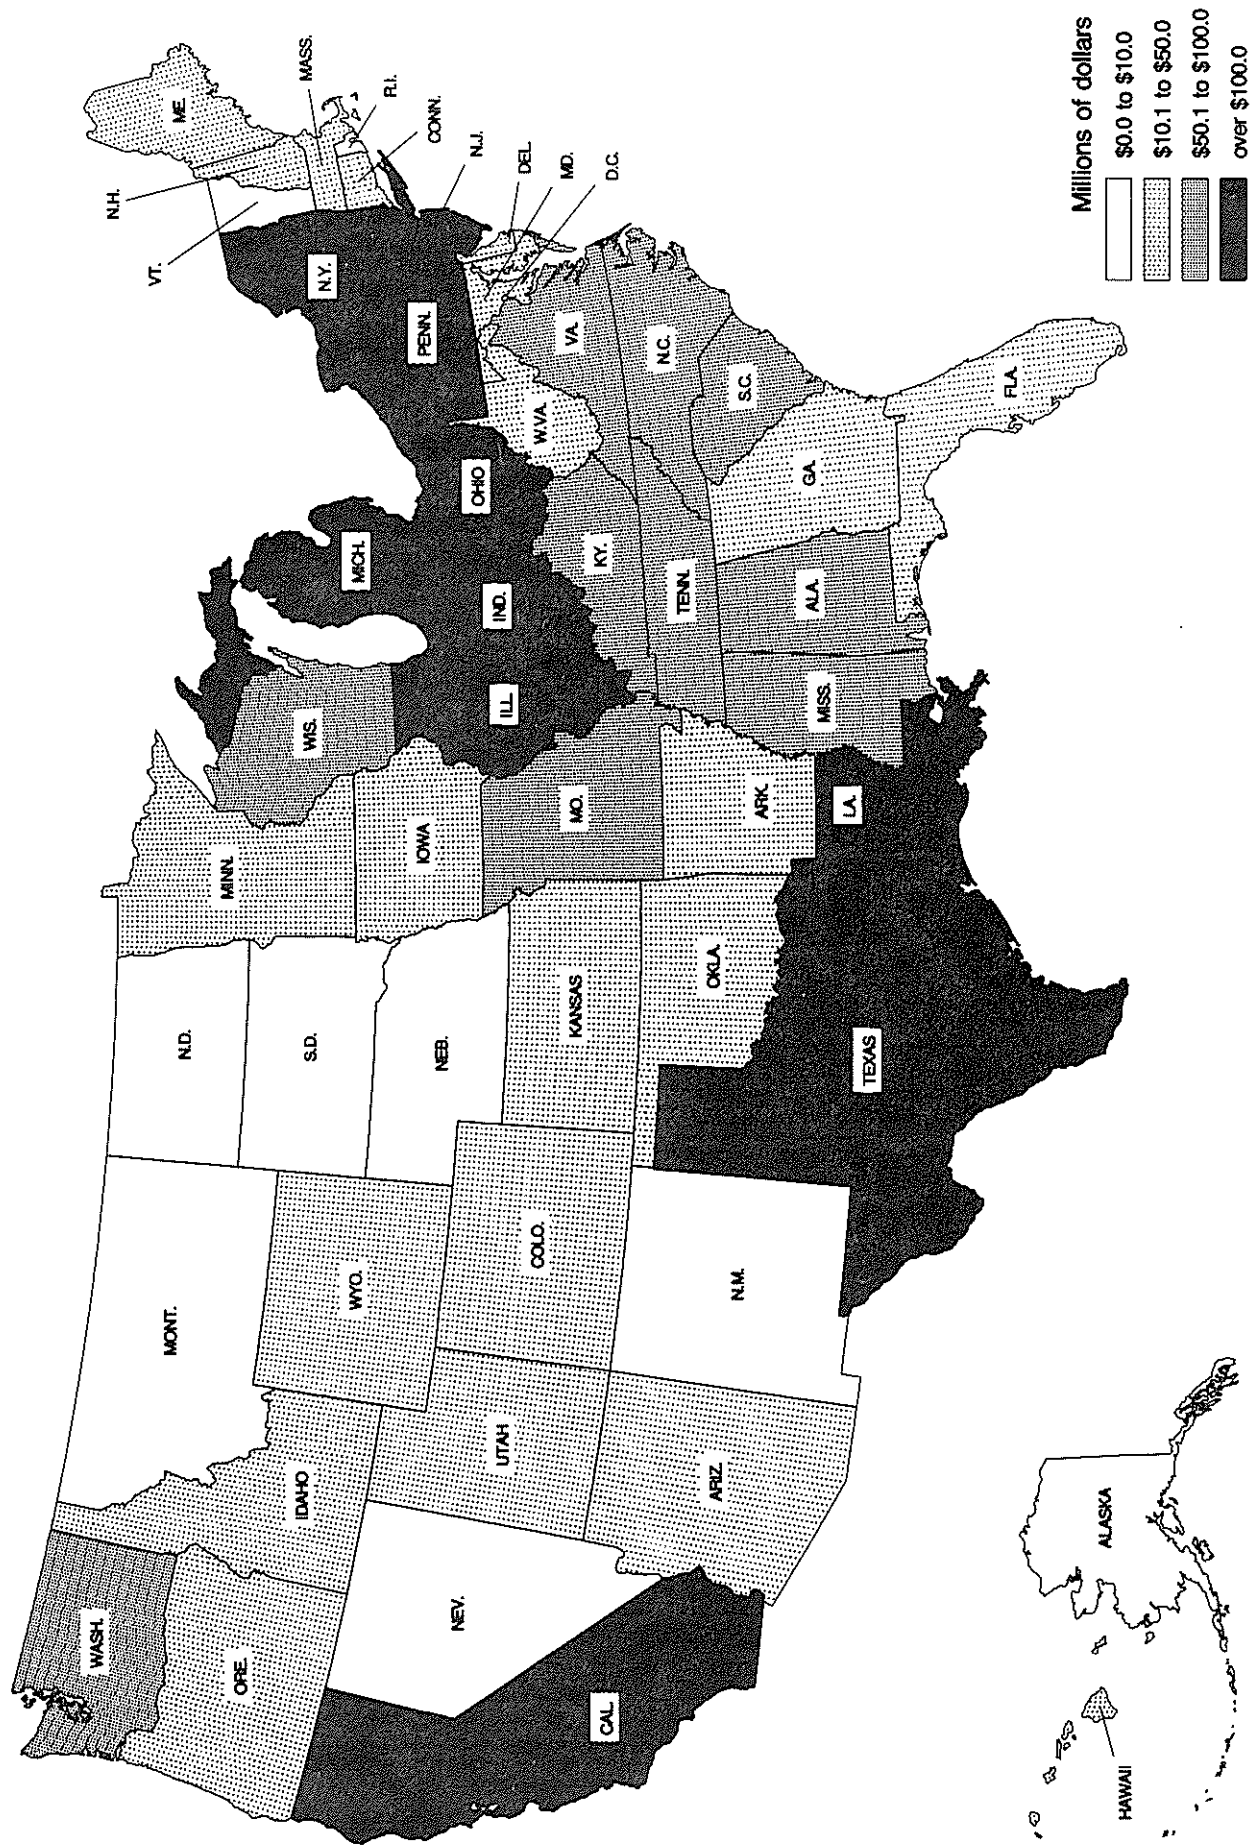 WASH.
ORE.
CAL.
NEV.
IDAHO
MONT.
WYO.
UTAH
ARIZ.
COLO.
N.M.
N.D.
S.D.
NEB.
KANSAS
OKLA.
TEXAS
MINN.
IOWA
MO.
ARK.
LA.
WIS.
ILL.
MICH.
IND.
OHIO
KY.
TENN.
MISS.
ALA.
GA.
FLA.
S.C.
N.C.
VA.
W.VA.
PENN.
N.Y.
VT.
N.H.
ME.
MASS.
R.I.
CONN.
N.J.
DEL.
MD.
D.C.
ALASKA
HAWAII
Millions of dollars
$0.0 to $10.0
$10.1 to $50.0
$50.1 to $100.0
over $100.0